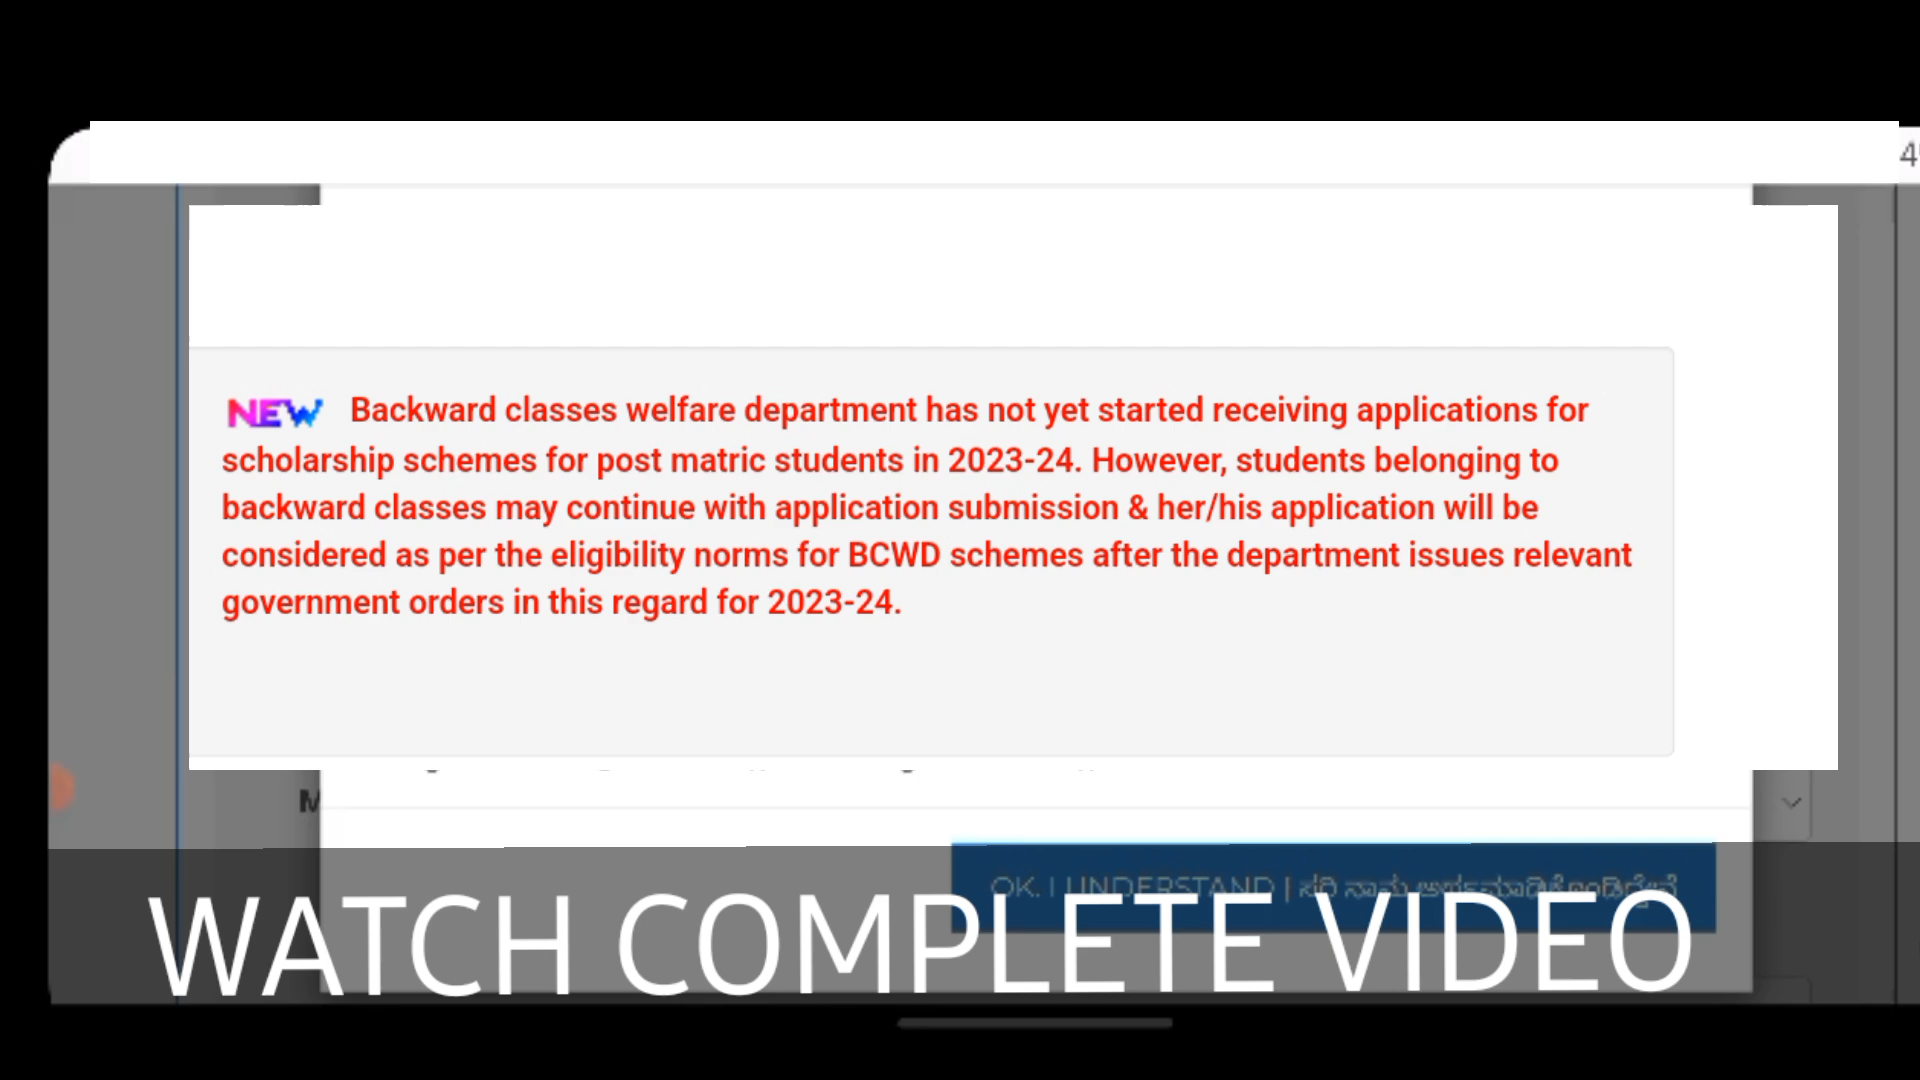 4
NEW Backward classes welfare department has not yet started receiving applications for
scholarship schemes for post matric students in 2023-24. However, students belonging to
backward classes may continue with application submission & her/his application will be
considered as per the eligibility norms for BCWD schemes after the department issues relevant
government orders in this regard for 2023-24.
M
OK. I UNDERSTAND | ಸರಿ ನಾನು
WATCH COMPLETE VIDEO